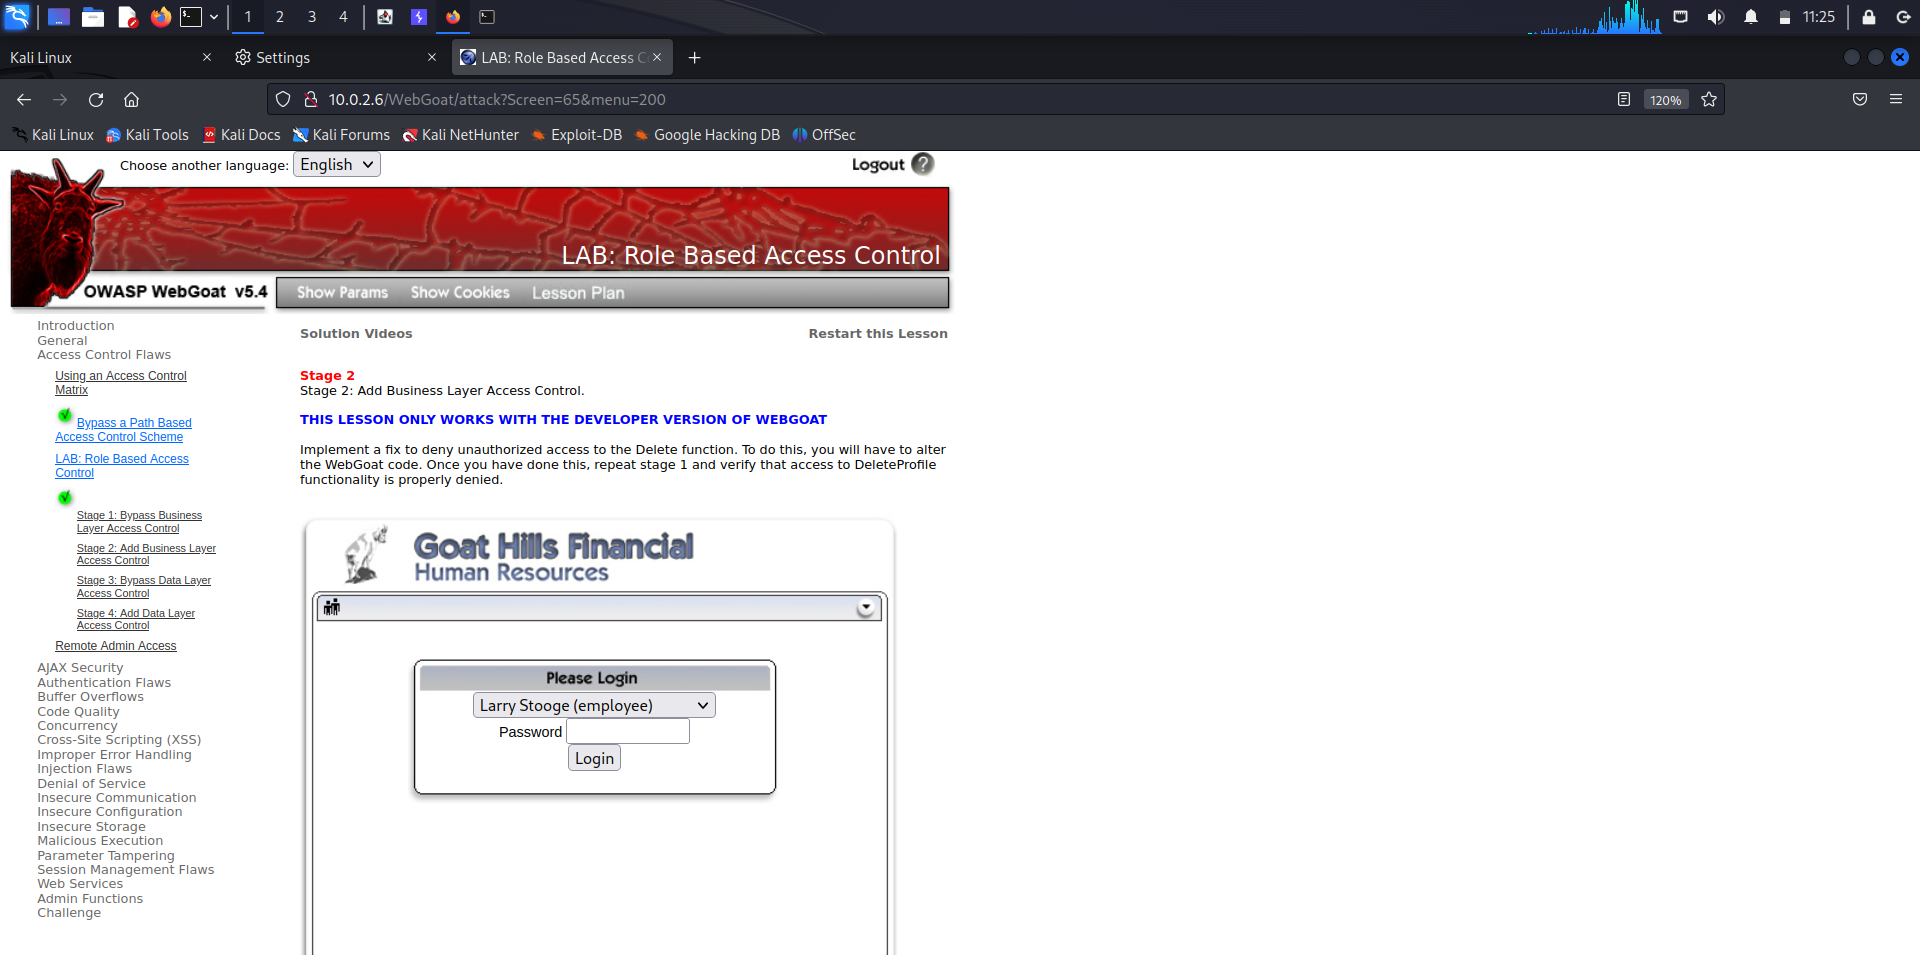 1 2 3 4 11:25
Kali Linux Settings LAB: Role Based Access C
10.0.2.6/WebGoat/attack?Screen=65&menu=200 120%
Kali Linux Kali Tools Kali Docs Kali Forums Kali NetHunter Exploit-DB Google Hacking DB OffSec
Choose another language: English Logout ?
LAB: Role Based Access Control
OWASP WebGoat v5.4 Show Params Show Cookies Lesson Plan
Introduction
General
Access Control Flaws
Using an Access Control
Matrix
Bypass a Path Based
Access Control Scheme
LAB: Role Based Access
Control
Stage 1: Bypass Business
Layer Access Control
Stage 2: Add Business Layer
Access Control
Stage 3: Bypass Data Layer
Access Control
Stage 4: Add Data Layer
Access Control
Remote Admin Access
AJAX Security
Authentication Flaws
Buffer Overflows
Code Quality
Concurrency
Cross-Site Scripting (XSS)
Improper Error Handling
Injection Flaws
Denial of Service
Insecure Communication
Insecure Configuration
Insecure Storage
Malicious Execution
Parameter Tampering
Session Management Flaws
Web Services
Admin Functions
Challenge
Solution Videos Restart this Lesson
Stage 2
Stage 2: Add Business Layer Access Control.
THIS LESSON ONLY WORKS WITH THE DEVELOPER VERSION OF WEBGOAT
Implement a fix to deny unauthorized access to the Delete function. To do this, you will have to alter
the WebGoat code. Once you have done this, repeat stage 1 and verify that access to DeleteProfile
functionality is properly denied.
Goat Hills Financial
Human Resources
Please Login
Larry Stooge (employee)
Password
Login